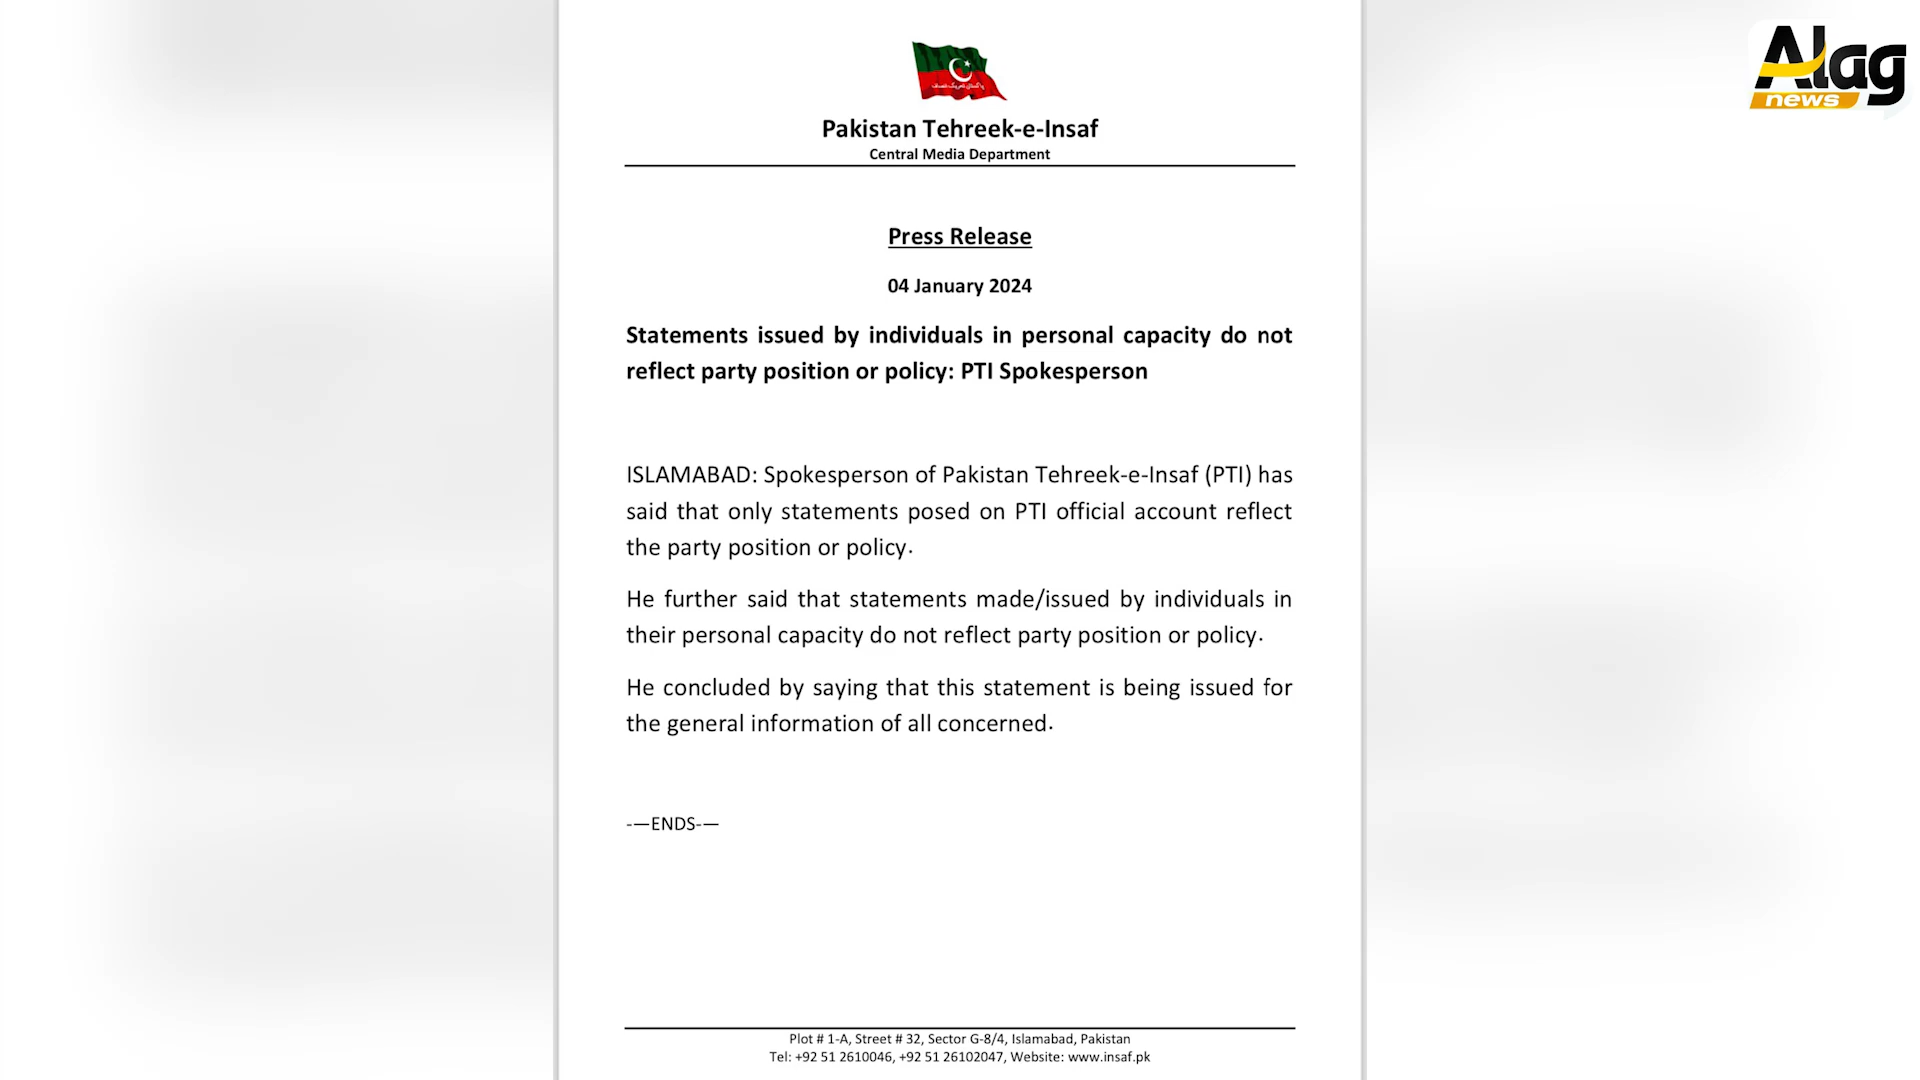 Alag
news
Pakistan Tehreek-e-Insaf
Central Media Department
Press Release
04 January 2024
Statements issued by individuals in personal capacity do not
reflect party position or policy: PTI Spokesperson
ISLAMABAD: Spokesperson of Pakistan Tehreek-e-Insaf (PTI) has
said that only statements posed on PTI official account reflect
the party position or policy.
He further said that statements made/issued by individuals in
their personal capacity do not reflect party position or policy.
He concluded by saying that this statement is being issued for
the general information of all concerned.
-—ENDS-—
Plot # 1-A, Street # 32, Sector G-8/4, Islamabad, Pakistan
Tel: +92 51 2610046, +92 51 26102047, Website: www.insaf.pk